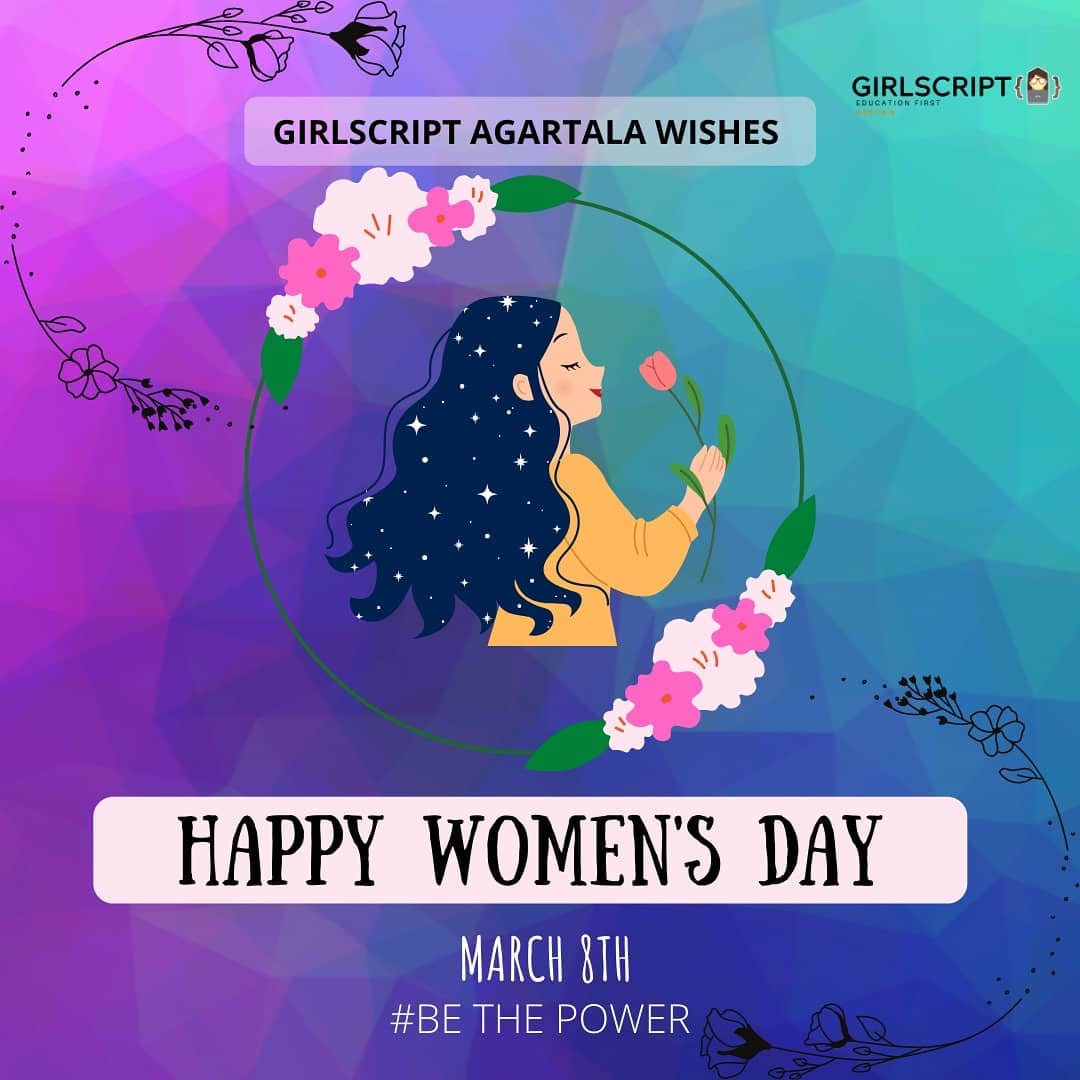 GIRLSCRIPT
EDUCATION FIRST
GIRLSCRIPT AGARTALA WISHES
HAPPY WOMEN'S DAY
MARCH 8TH
#BE THE POWER